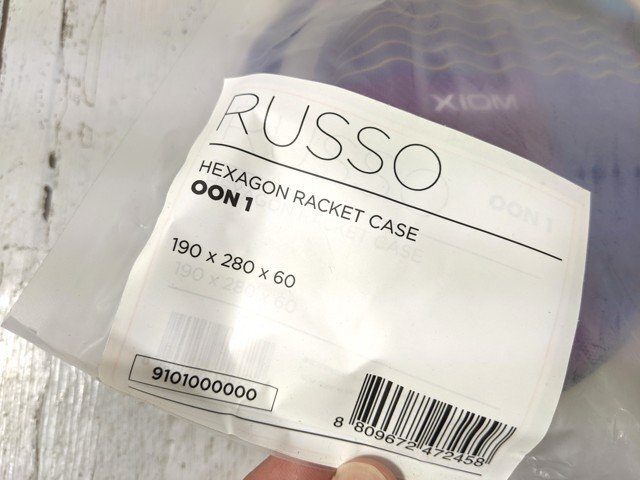 XIOM
RUSSO
HEXAGON RACKET CASE
OON 1
190 x 280 x 60
9101000000
8 809672 472458